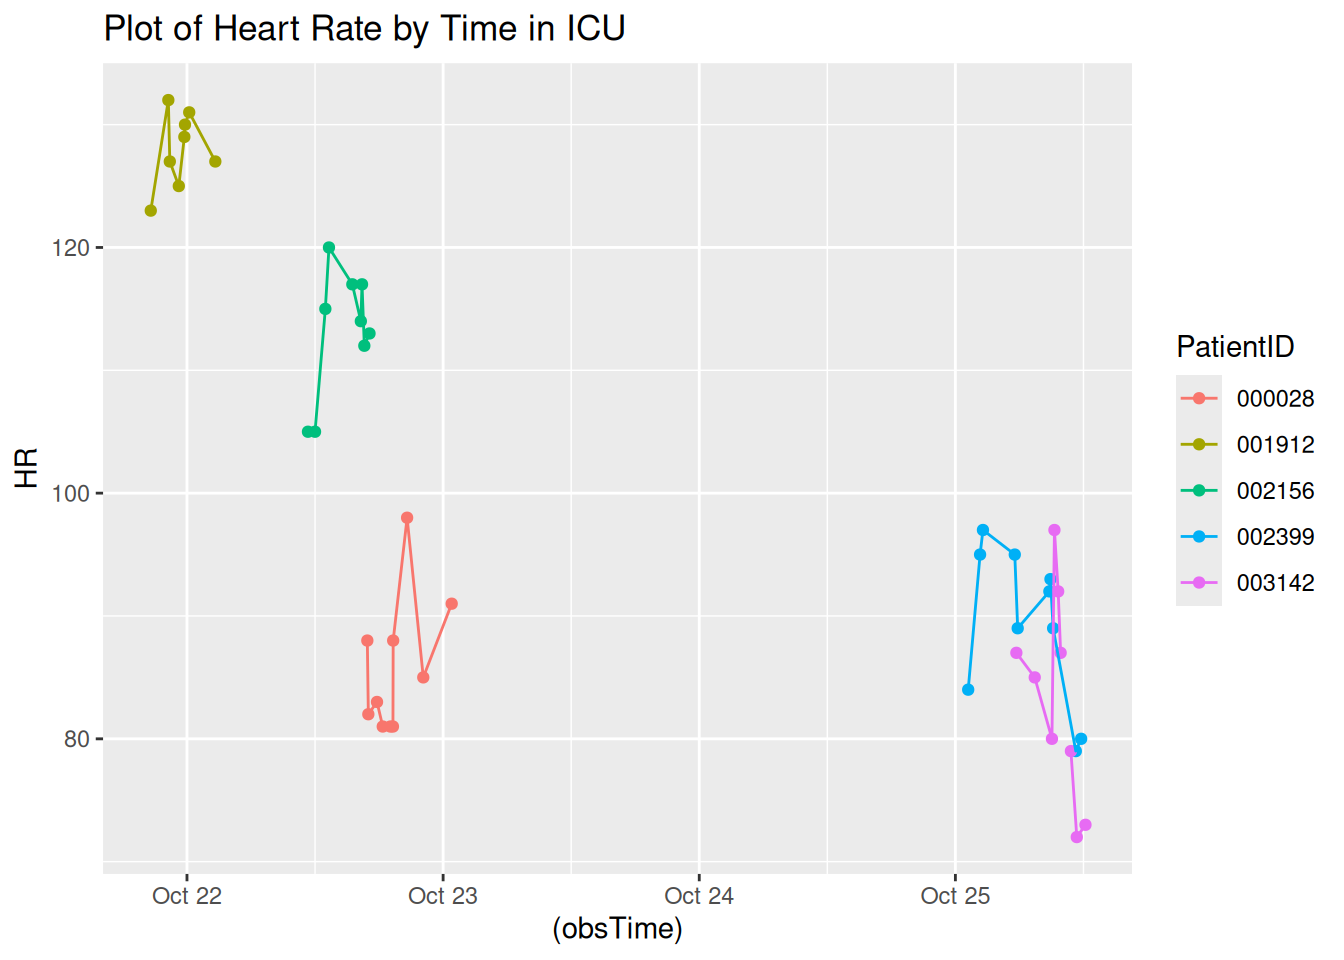 Plot of Heart Rate by Time in ICU
HR
120
100
80
Oct 22
Oct 23
Oct 24
Oct 25
(obsTime)
PatientID
000028
001912
002156
002399
003142